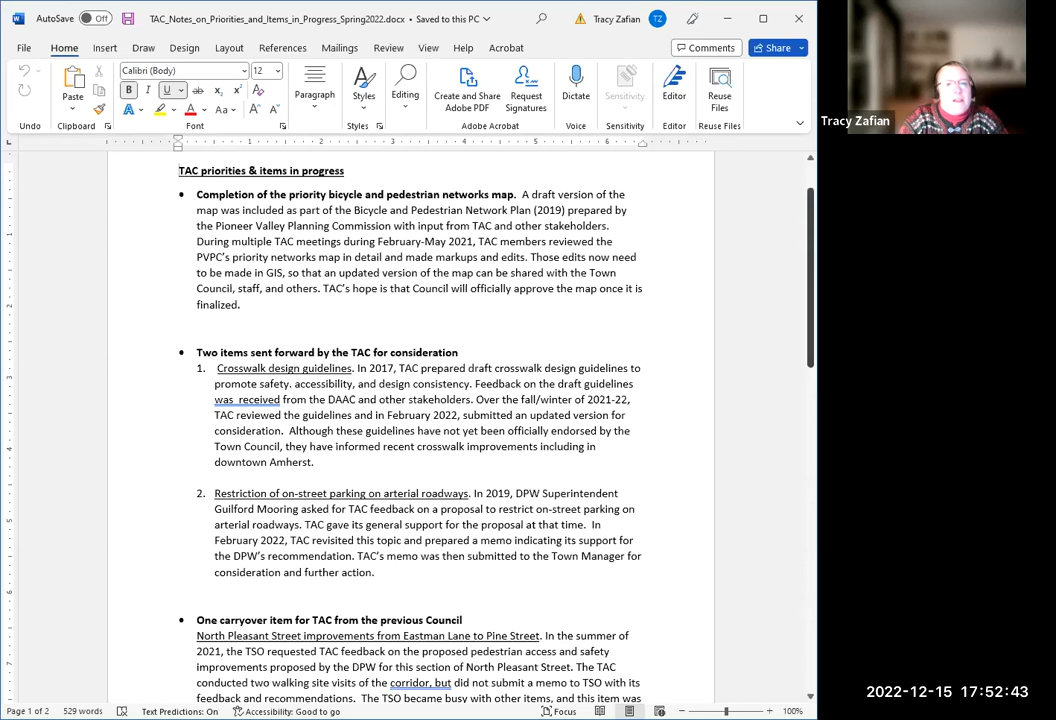 AutoSave Off TAC_Notes_on_Priorities_and_Items_in_Progress_Spring2022.docx • Saved to this PC Tracy Zafian TZ
File Home Insert Draw Design Layout References Mailings Review View Help Acrobat Comments Share
Calibri (Body) 12
Paste Paragraph Styles Editing Create and Share Adobe PDF Request Signatures Dictate Sensitivity Editor Reuse Files
Undo Clipboard Font Styles Adobe Acrobat Voice Sensitivity Editor Reuse Files
Tracy Zafian
TAC priorities & items in progress
• Completion of the priority bicycle and pedestrian networks map. A draft version of the
map was included as part of the Bicycle and Pedestrian Network Plan (2019) prepared by
the Pioneer Valley Planning Commission with input from TAC and other stakeholders.
During multiple TAC meetings during February-May 2021, TAC members reviewed the
PVPC's priority networks map in detail and made markups and edits. Those edits now need
to be made in GIS, so that an updated version of the map can be shared with the Town
Council, staff, and others. TAC's hope is that Council will officially approve the map once it is
finalized.
• Two items sent forward by the TAC for consideration
1. Crosswalk design guidelines. In 2017, TAC prepared draft crosswalk design guidelines to
promote safety. accessibility, and design consistency. Feedback on the draft guidelines
was received from the DAAC and other stakeholders. Over the fall/winter of 2021-22,
TAC reviewed the guidelines and in February 2022, submitted an updated version for
consideration. Although these guidelines have not yet been officially endorsed by the
Town Council, they have informed recent crosswalk improvements including in
downtown Amherst.
2. Restriction of on-street parking on arterial roadways. In 2019, DPW Superintendent
Guilford Mooring asked for TAC feedback on a proposal to restrict on-street parking on
arterial roadways. TAC gave its general support for the proposal at that time. In
February 2022, TAC revisited this topic and prepared a memo indicating its support for
the DPW's recommendation. TAC's memo was then submitted to the Town Manager for
consideration and further action.
• One carryover item for TAC from the previous Council
North Pleasant Street improvements from Eastman Lane to Pine Street. In the summer of
2021, the TSO requested TAC feedback on the proposed pedestrian access and safety
improvements proposed by the DPW for this section of North Pleasant Street. The TAC
conducted two walking site visits of the corridor, but did not submit a memo to TSO with its
feedback and recommendations. The TSO became busy with other items, and this item was
2022-12-15 17:52:43
Page 1 of 2 529 words Text Predictions: On Accessibility: Good to go Focus 100%